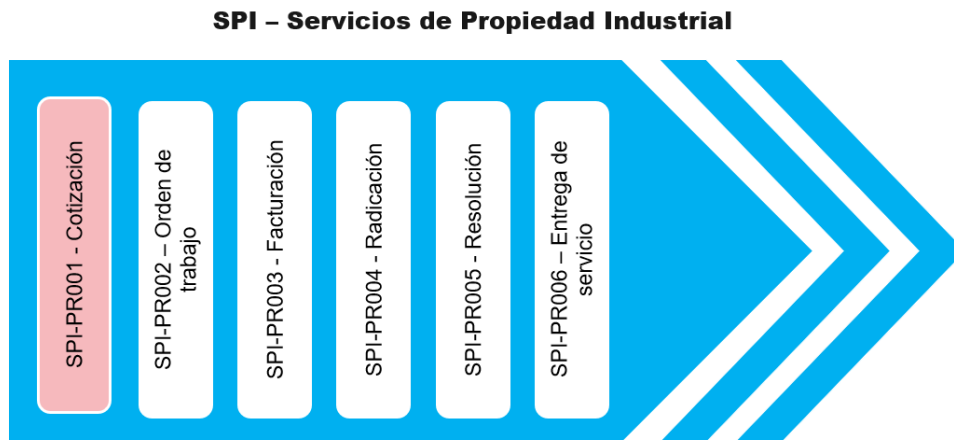 SPI – Servicios de Propiedad Industrial
SPI-PR001 - Cotización
SPI-PR002 – Orden de
trabajo
SPI-PR003 - Facturación
SPI-PR004 - Radicación
SPI-PR005 - Resolución
SPI-PR006 – Entrega de
servicio